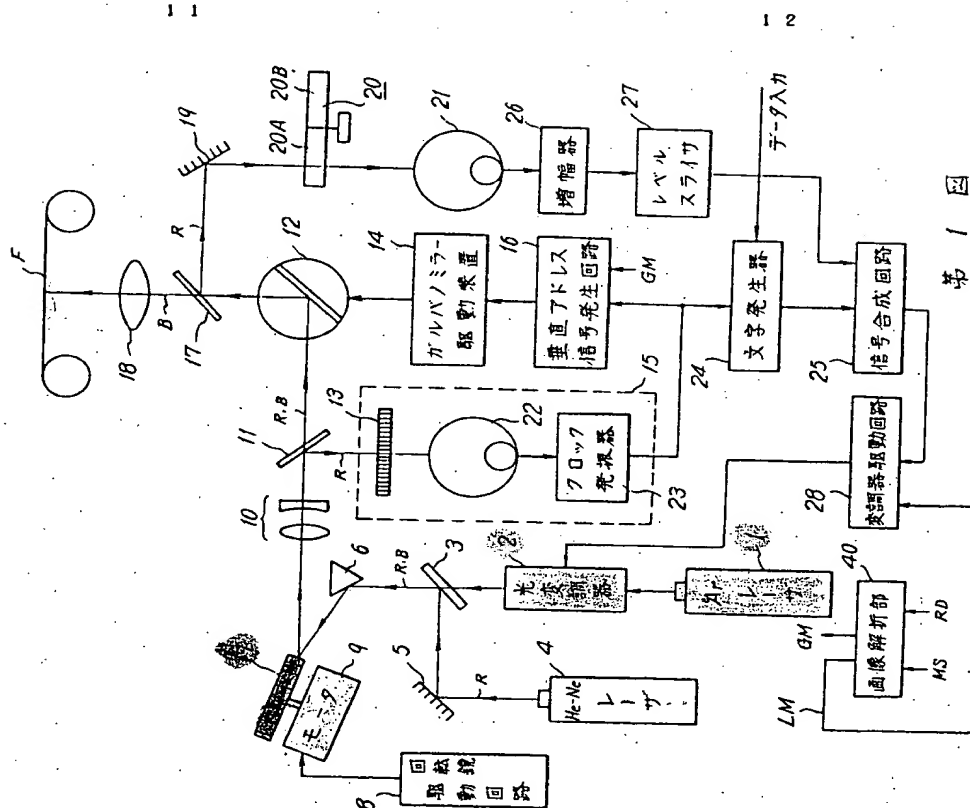 1 1
1 2
F
18
B
17
R
19
20A
20B
20
21
26
増幅器
27
レベル
スライサ
データ入力
12
14
ガルバノミラー
駆動装置
16
垂直アドレス
信号発生回路
GM
24
文字発生器
25
信号合成回路
第 1 図
R.B
11
R
13
15
22
クロック
発振器
23
10
6
R.B
3
2
光変調器
レーザ
28
変調器駆動回路
9
モータ
5
R
4
He-Ne
レーザ
8
回転鏡
駆動
回路
40
画像解析部
GM
LM
MS
RD